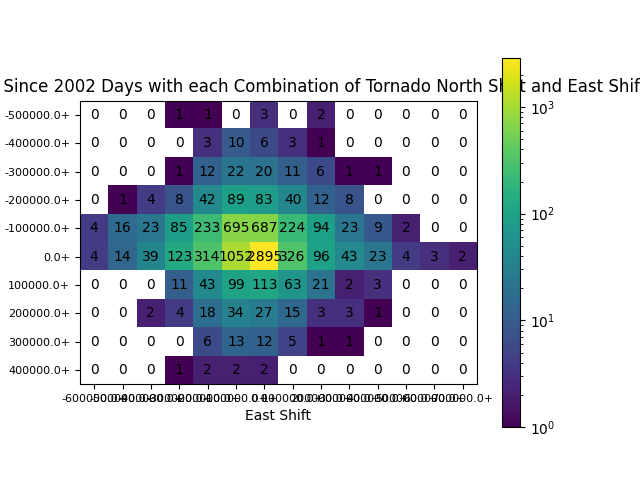 Since 2002 Days with each Combination of Tornado North Shift and East Shif
-500000.0+ 0 0 0 1 1 0 3 0 2 0 0 0 0 0
-400000.0+ 0 0 0 0 3 10 6 3 1 0 0 0 0 0
-300000.0+ 0 0 0 1 12 22 20 11 6 1 1 0 0 0
-200000.0+ 0 1 4 8 42 89 83 40 12 8 0 0 0 0
-100000.0+ 4 16 23 85 233 695 687 224 94 23 9 2 0 0
0.0+ 4 14 39 123 314 1052 2895 326 96 43 23 4 3 2
100000.0+ 0 0 0 11 43 99 113 63 21 2 3 0 0 0
200000.0+ 0 0 2 4 18 34 27 15 3 3 1 0 0 0
300000.0+ 0 0 0 0 6 13 12 5 1 1 0 0 0 0
400000.0+ 0 0 0 1 2 2 2 0 0 0 0 0 0 0
East Shift
10³
10²
10¹
10⁰